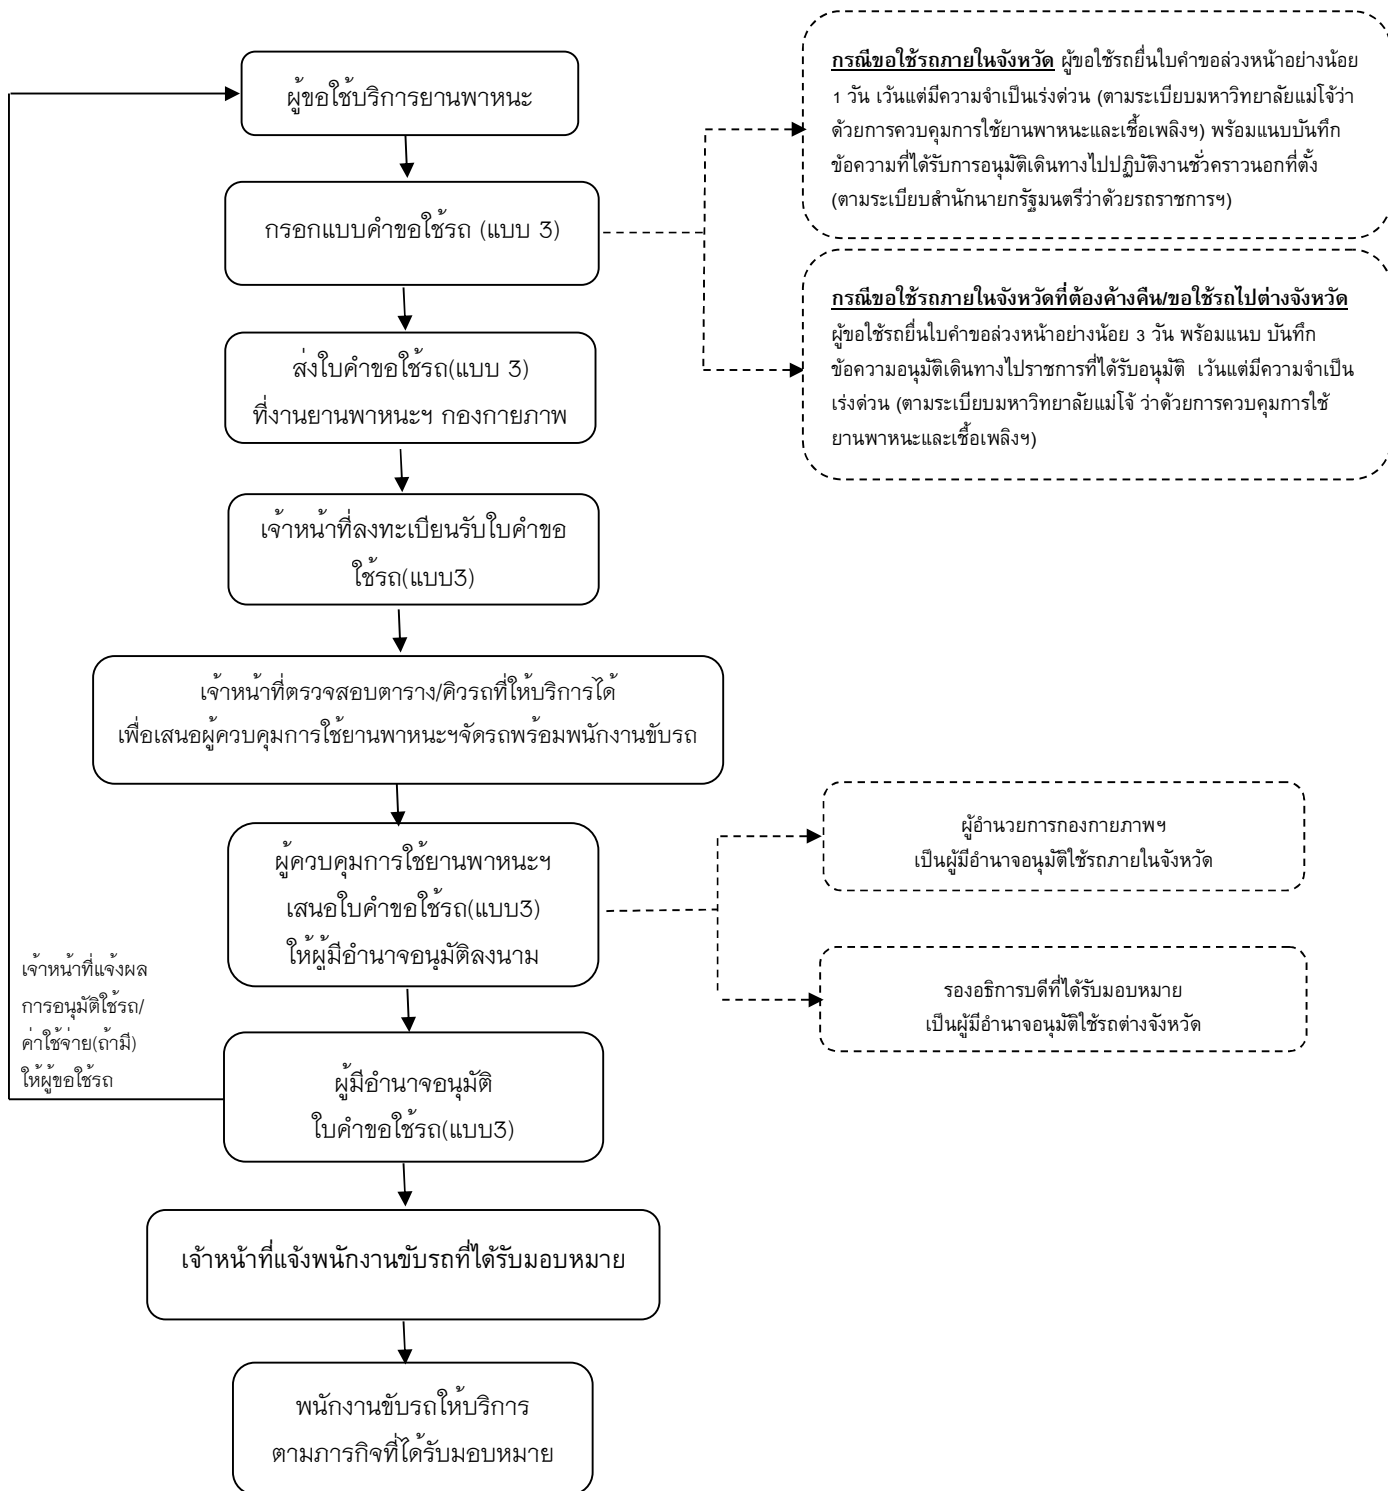 ผู้ขอใช้บริการยานพาหนะ
กรอกแบบคำขอใช้รถ (แบบ 3)
กรณีขอใช้รถภายในจังหวัด ผู้ขอใช้รถยื่นใบคำขอล่วงหน้าอย่างน้อย
1 วัน เว้นแต่มีความจำเป็นเร่งด่วน (ตามระเบียบมหาวิทยาลัยแม่โจ้ว่า
ด้วยการควบคุมการใช้ยานพาหนะและเชื้อเพลิงฯ) พร้อมแนบบันทึก
ข้อความที่ได้รับการอนุมัติเดินทางไปปฏิบัติงานชั่วคราวนอกที่ตั้ง
(ตามระเบียบสำนักนายกรัฐมนตรีว่าด้วยรถราชการฯ)
กรณีขอใช้รถภายในจังหวัดที่ต้องค้างคืน/ขอใช้รถไปต่างจังหวัด
ผู้ขอใช้รถยื่นใบคำขอล่วงหน้าอย่างน้อย 3 วัน พร้อมแนบ บันทึก
ข้อความอนุมัติเดินทางไปราชการที่ได้รับอนุมัติ เว้นแต่มีความจำเป็น
เร่งด่วน (ตามระเบียบมหาวิทยาลัยแม่โจ้ ว่าด้วยการควบคุมการใช้
ยานพาหนะและเชื้อเพลิงฯ)
ส่งใบคำขอใช้รถ(แบบ 3)
ที่งานยานพาหนะฯ กองกายภาพ
เจ้าหน้าที่ลงทะเบียนรับใบคำขอ
ใช้รถ(แบบ3)
เจ้าหน้าที่ตรวจสอบตาราง/คิวรถที่ให้บริการได้
เพื่อเสนอผู้ควบคุมการใช้ยานพาหนะฯจัดรถพร้อมพนักงานขับรถ
ผู้ควบคุมการใช้ยานพาหนะฯ
เสนอใบคำขอใช้รถ(แบบ3)
ให้ผู้มีอำนาจอนุมัติลงนาม
ผู้อำนวยการกองกายภาพฯ
เป็นผู้มีอำนาจอนุมัติใช้รถภายในจังหวัด
รองอธิการบดีที่ได้รับมอบหมาย
เป็นผู้มีอำนาจอนุมัติใช้รถต่างจังหวัด
เจ้าหน้าที่แจ้งผล
การอนุมัติใช้รถ/
ค่าใช้จ่าย(ถ้ามี)
ให้ผู้ขอใช้รถ
ผู้มีอำนาจอนุมัติ
ใบคำขอใช้รถ(แบบ3)
เจ้าหน้าที่แจ้งพนักงานขับรถที่ได้รับมอบหมาย
พนักงานขับรถให้บริการ
ตามภารกิจที่ได้รับมอบหมาย